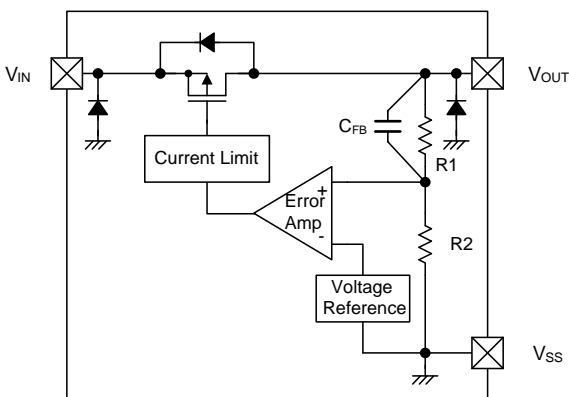 VIN
VOUT
CFB
R1
Current Limit
Error
Amp
+
-
R2
Voltage
Reference
VSS